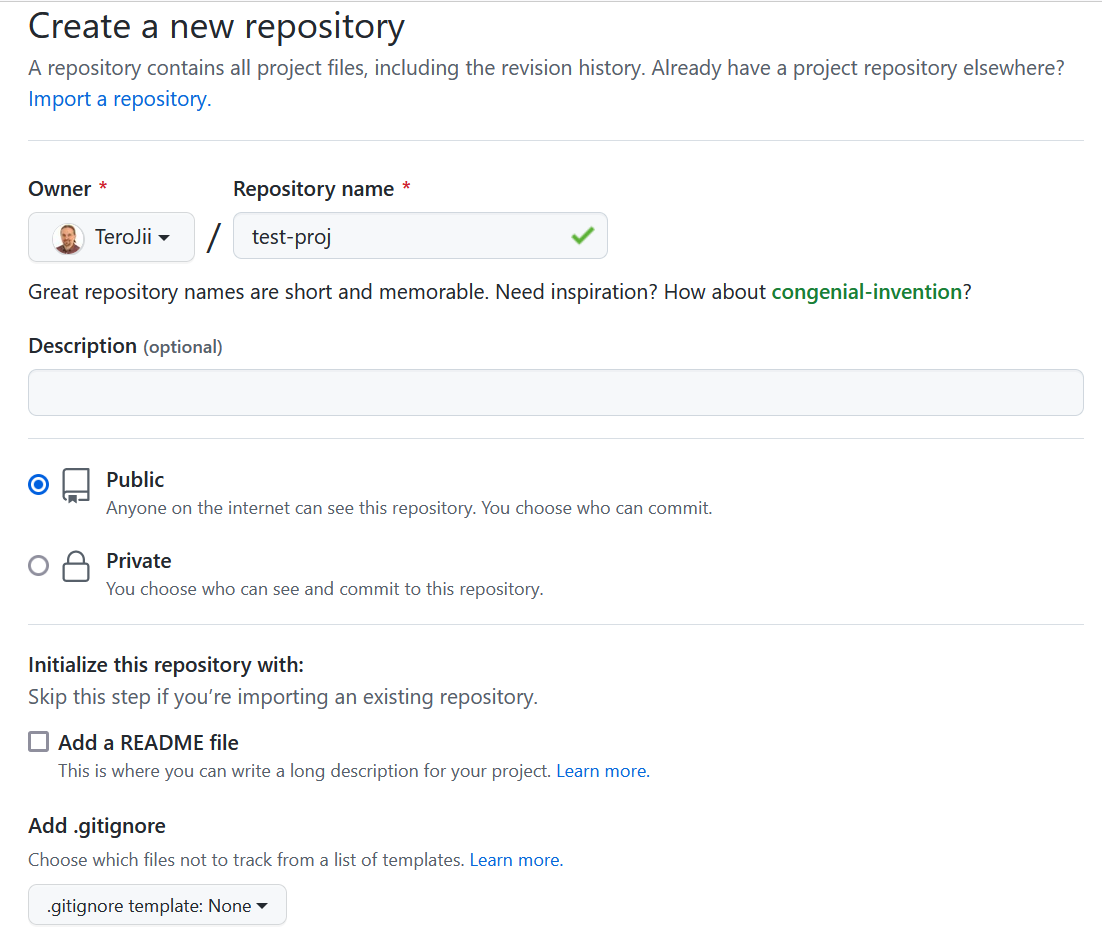 Create a new repository
A repository contains all project files, including the revision history. Already have a project repository elsewhere?
Import a repository.
Owner * Repository name *
TeroJii / test-proj
Great repository names are short and memorable. Need inspiration? How about congenial-invention?
Description (optional)
Public
Anyone on the internet can see this repository. You choose who can commit.
Private
You choose who can see and commit to this repository.
Initialize this repository with:
Skip this step if you’re importing an existing repository.
Add a README file
This is where you can write a long description for your project. Learn more.
Add .gitignore
Choose which files not to track from a list of templates. Learn more.
.gitignore template: None